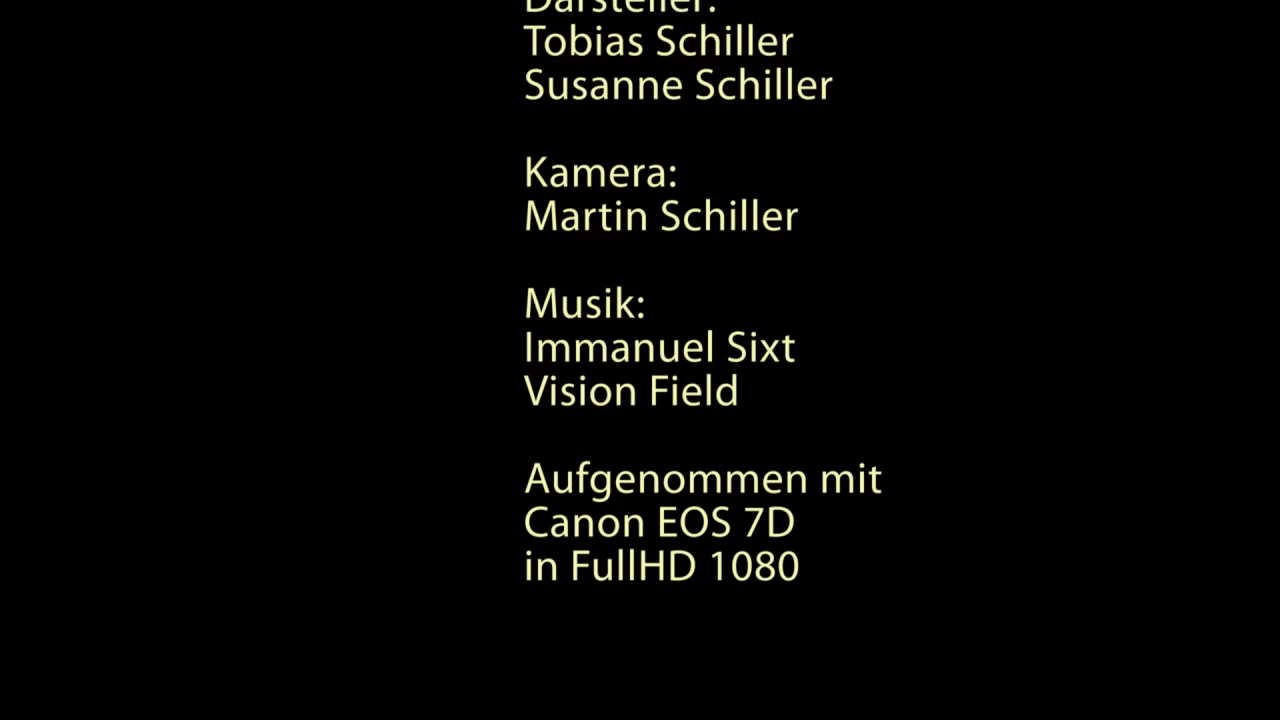 Darsteller:
Tobias Schiller
Susanne Schiller
Kamera:
Martin Schiller
Musik:
Immanuel Sixt
Vision Field
Aufgenommen mit
Canon EOS 7D
in FullHD 1080